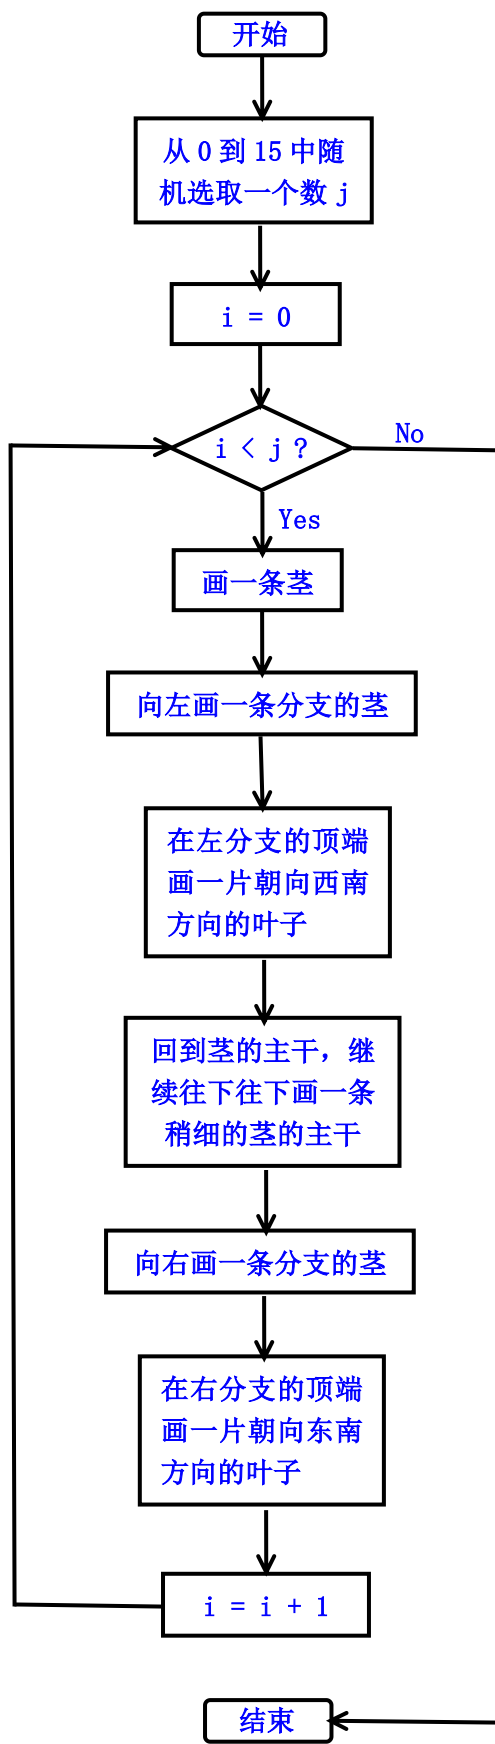 开始
从 0 到 15 中随
机选取一个数 j
i = 0
i < j ?
No
Yes
画一条茎
向左画一条分支的茎
在左分支的顶端
画一片朝向西南
方向的叶子
回到茎的主干，继
续往下往下画一条
稍细的茎的主干
向右画一条分支的茎
在右分支的顶端
画一片朝向东南
方向的叶子
i = i + 1
结束